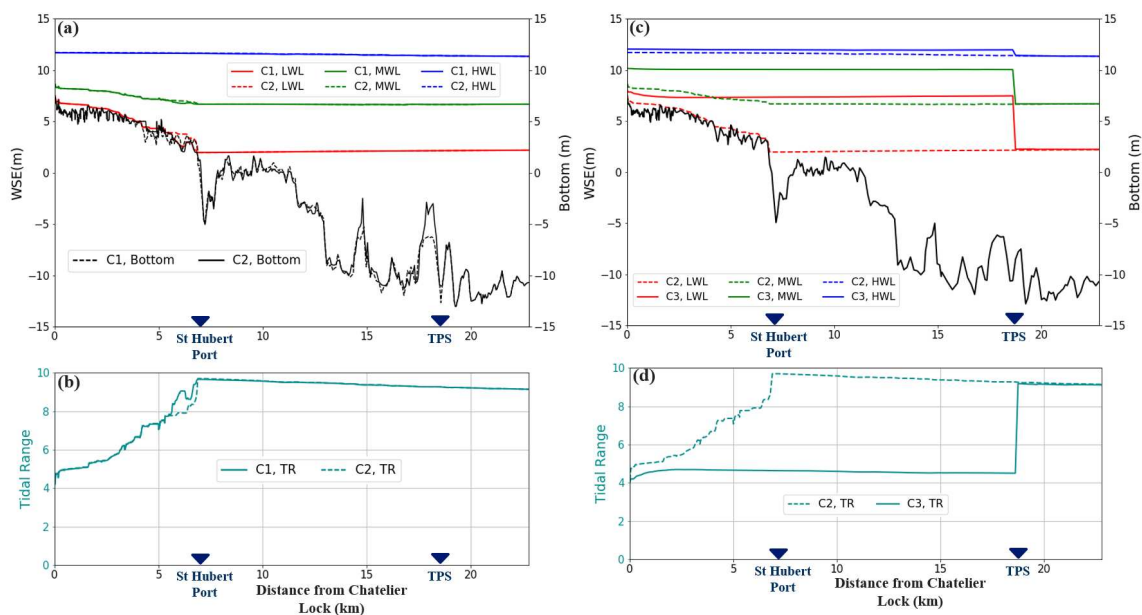 (a)
(c)
15
10
5
0
−5
−10
−15
WSE(m)
15
10
5
0
−5
−10
−15
Bottom (m)
C1, LWL
C1, MWL
C1, HWL
C2, LWL
C2, MWL
C2, HWL
C1, Bottom
C2, Bottom
0
5
10
15
20
St Hubert
Port
TPS
15
10
5
0
−5
−10
−15
WSE(m)
15
10
5
0
−5
−10
−15
Bottom (m)
C2, LWL
C2, MWL
C2, HWL
C3, LWL
C3, MWL
C3, HWL
0
5
10
15
20
St Hubert
Port
TPS
(b)
10
8
6
4
2
0
Tidal Range
C1, TR
C2, TR
0
5
10
15
20
St Hubert
Port
TPS
Distance from Chatelier
Lock (km)
(d)
10
8
6
4
2
0
Tidal Range
C2, TR
C3, TR
0
5
10
15
20
St Hubert
Port
TPS
Distance from Chatelier
Lock (km)